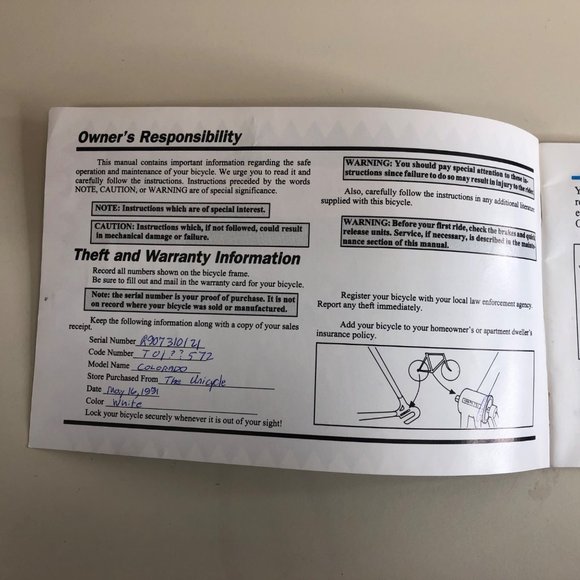 Owner's Responsibility
This manual contains important information regarding the safe
operation and maintenance of your bicycle. We urge you to read it and
carefully follow the instructions. Instructions preceded by the words
NOTE, CAUTION, or WARNING are of special significance.
NOTE: Instructions which are of special interest.
CAUTION: Instructions which, if not followed, could result
in mechanical damage or failure.
Theft and Warranty Information
Record all numbers shown on the bicycle frame.
Be sure to fill out and mail in the warranty card for your bicycle.
Note: the serial number is your proof of purchase. It is not
on record where your bicycle was sold or manufactured.
Keep the following information along with a copy of your sales
receipt.
Serial Number
Code Number
Model Name COLORADO
Store Purchased From The Unicycle
Date May 16, 1991
Color White
Lock your bicycle securely whenever it is out of your sight!
WARNING: You should pay special attention to these in-
structions since failure to do so may result in injury to the rider.
Also, carefully follow the instructions in any additional literature
supplied with this bicycle.
WARNING: Before your first ride, check the brakes and quick
release units. Service, if necessary, is described in the mainte-
nance section of this manual.
Register your bicycle with your local law enforcement agency.
Report any theft immediately.
Add your bicycle to your homeowner's or apartment dweller's
insurance policy.